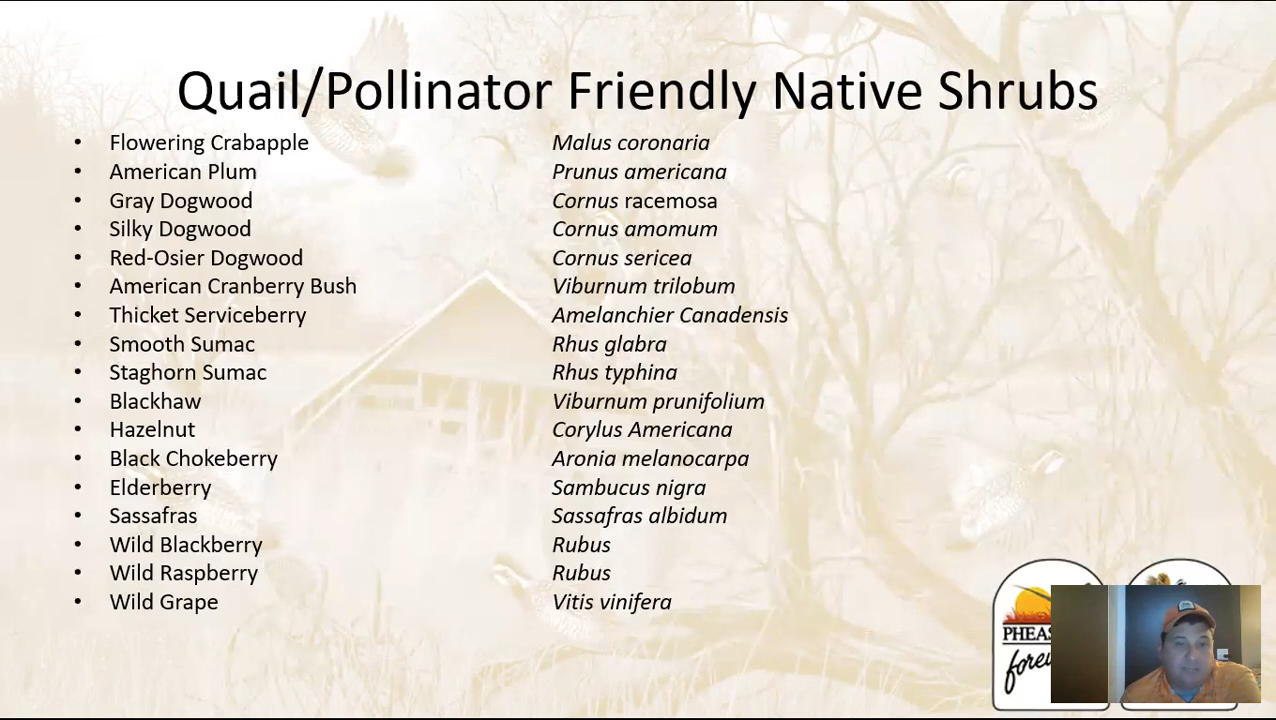 Quail/Pollinator Friendly Native Shrubs
• Flowering Crabapple Malus coronaria
• American Plum Prunus americana
• Gray Dogwood Cornus racemosa
• Silky Dogwood Cornus amomum
• Red-Osier Dogwood Cornus sericea
• American Cranberry Bush Viburnum trilobum
• Thicket Serviceberry Amelanchier Canadensis
• Smooth Sumac Rhus glabra
• Staghorn Sumac Rhus typhina
• Blackhaw Viburnum prunifolium
• Hazelnut Corylus Americana
• Black Chokeberry Aronia melanocarpa
• Elderberry Sambucus nigra
• Sassafras Sassafras albidum
• Wild Blackberry Rubus
• Wild Raspberry Rubus
• Wild Grape Vitis vinifera